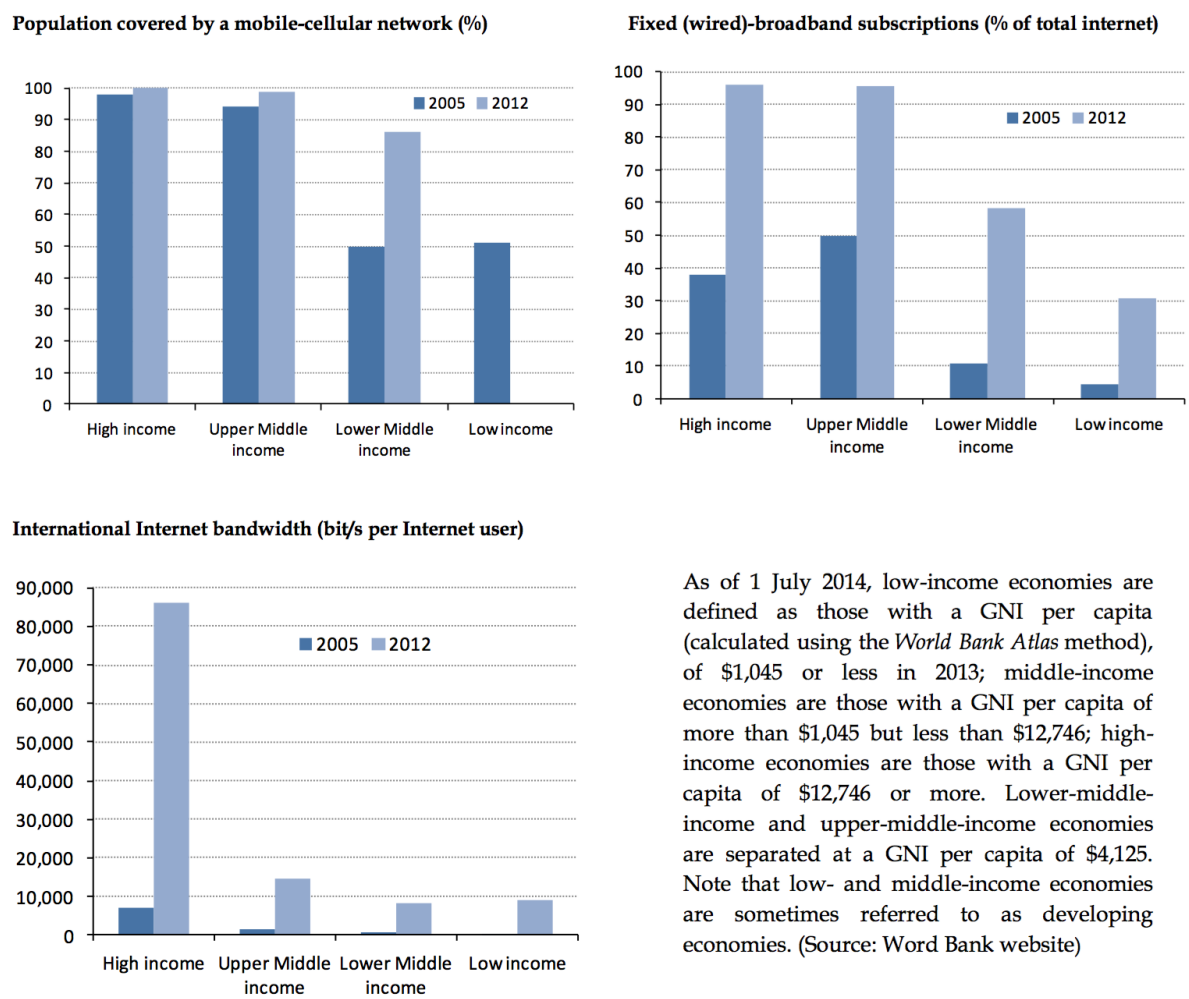 Population covered by a mobile-cellular network (%)
100
90
80
70
60
50
40
30
20
10
0
2005 2012
High income Upper Middle Lower Middle Low income
income income
Fixed (wired)-broadband subscriptions (% of total internet)
100
90
80
70
60
50
40
30
20
10
0
2005 2012
High income Upper Middle Lower Middle Low income
income income
International Internet bandwidth (bit/s per Internet user)
90,000
80,000
70,000
60,000
50,000
40,000
30,000
20,000
10,000
0
2005 2012
High income Upper Middle Lower Middle Low income
income income
As of 1 July 2014, low-income economies are
defined as those with a GNI per capita
(calculated using the World Bank Atlas method),
of $1,045 or less in 2013; middle-income
economies are those with a GNI per capita of
more than $1,045 but less than $12,746; high-
income economies are those with a GNI per
capita of $12,746 or more. Lower-middle-
income and upper-middle-income economies
are separated at a GNI per capita of $4,125.
Note that low- and middle-income economies
are sometimes referred to as developing
economies. (Source: Word Bank website)